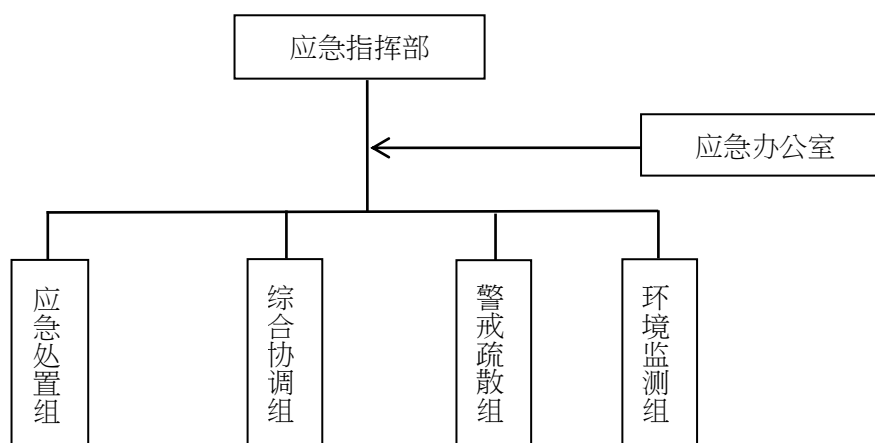 应急指挥部
应急办公室
应急处置组
综合协调组
警戒疏散组
环境监测组